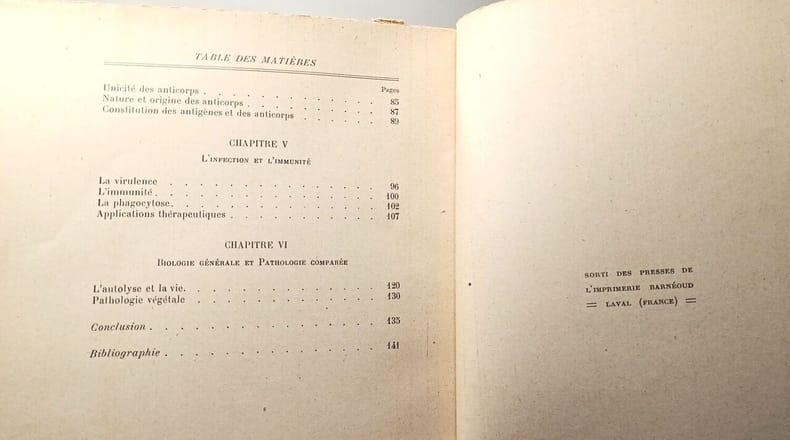 TABLE DES MATIÈRES
Pages
Unicité des anticorps . . . . . . . . . . . . 85
Nature et origine des anticorps . . . . . . . . . 87
Constitution des antigènes et des anticorps . . . . . 89
CHAPITRE V
L'INFECTION ET L'IMMUNITÉ
La virulence . . . . . . . . . . . . . . 96
L'immunité . . . . . . . . . . . . . . . 100
La phagocytose . . . . . . . . . . . . . . 102
Applications thérapeutiques . . . . . . . . . . 107
CHAPITRE VI
BIOLOGIE GÉNÉRALE ET PATHOLOGIE COMPARÉE
L'autolyse et la vie . . . . . . . . . . . . . 120
Pathologie végétale . . . . . . . . . . . . 130
Conclusion . . . . . . . . . . . . . . . 135
Bibliographie . . . . . . . . . . . . . . 141
SORTI DES PRESSES DE
L'IMPRIMERIE BARNÉOUD
= LAVAL (FRANCE) =